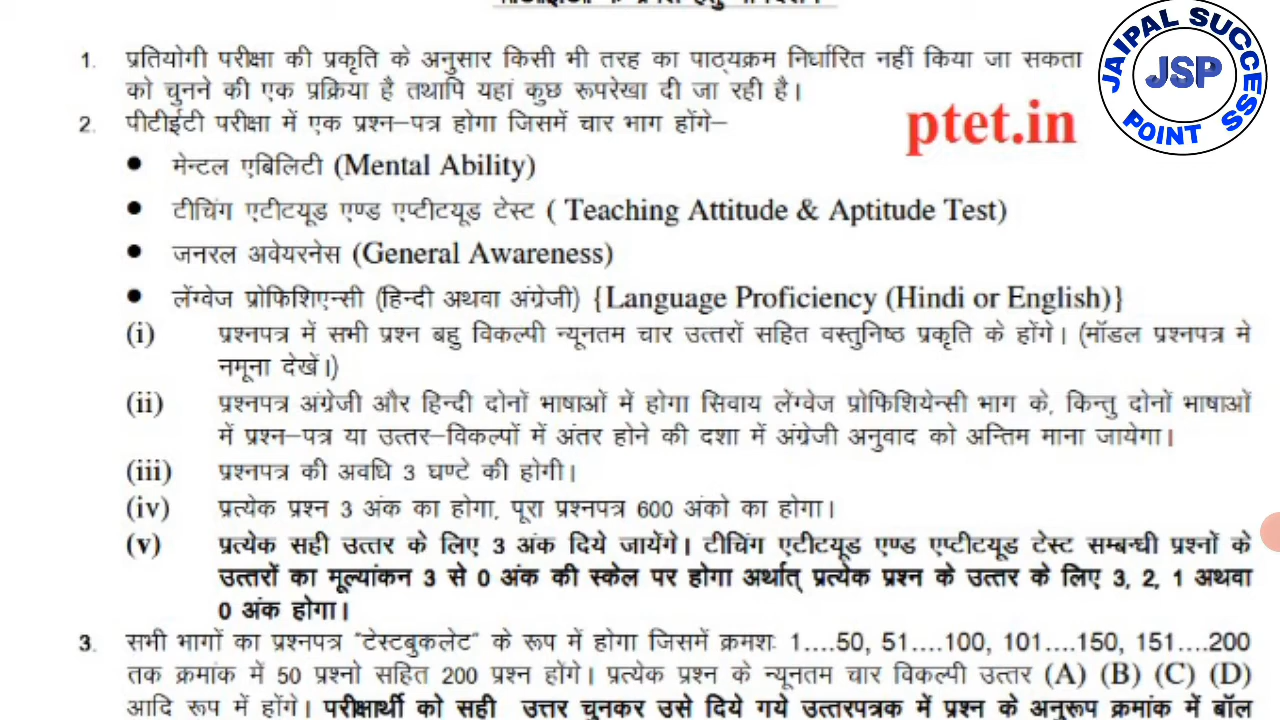 1. प्रतियोगी परीक्षा की प्रकृति के अनुसार किसी भी तरह का पाठ्यक्रम निर्धारित नहीं किया जा सकता
को चुनने की एक प्रक्रिया है तथापि यहां कुछ रूपरेखा दी जा रही है।
2. पीटीईटी परीक्षा में एक प्रश्न–पत्र होगा जिसमें चार भाग होंगे–
ptet.in
JAIPAL SUCCESS POINT
JSP
● मेन्टल एबिलिटी (Mental Ability)
● टीचिंग एटीटयूड एण्ड एप्टीटयूड टेस्ट ( Teaching Attitude & Aptitude Test)
● जनरल अवेयरनेस (General Awareness)
● लेंग्वेज प्रोफिशिएन्सी (हिन्दी अथवा अंग्रेजी) {Language Proficiency (Hindi or English)}
(i) प्रश्नपत्र में सभी प्रश्न बहु विकल्पी न्यूनतम चार उत्तरों सहित वस्तुनिष्ठ प्रकृति के होंगे। (मॉडल प्रश्नपत्र मे
नमूना देखें।)
(ii) प्रश्नपत्र अंग्रेजी और हिन्दी दोनों भाषाओं में होगा सिवाय लेंग्वेज प्रोफिशियेन्सी भाग के, किन्तु दोनों भाषाओं
में प्रश्न–पत्र या उत्तर–विकल्पों में अंतर होने की दशा में अंग्रेजी अनुवाद को अन्तिम माना जायेगा।
(iii) प्रश्नपत्र की अवधि 3 घण्टे की होगी।
(iv) प्रत्येक प्रश्न 3 अंक का होगा, पूरा प्रश्नपत्र 600 अंको का होगा।
(v) प्रत्येक सही उत्तर के लिए 3 अंक दिये जायेंगे। टीचिंग एटीटयूड एण्ड एप्टीटयूड टेस्ट सम्बन्धी प्रश्नों के
उत्तरों का मूल्यांकन 3 से 0 अंक की स्केल पर होगा अर्थात् प्रत्येक प्रश्न के उत्तर के लिए 3, 2, 1 अथवा
0 अंक होगा।
3. सभी भागों का प्रश्नपत्र "टेस्टबुकलेट" के रूप में होगा जिसमें क्रमशः 1....50, 51....100, 101....150, 151....200
तक क्रमांक में 50 प्रश्नो सहित 200 प्रश्न होंगे। प्रत्येक प्रश्न के न्यूनतम चार विकल्पी उत्तर (A) (B) (C) (D)
आदि रूप में होंगे। परीक्षार्थी को सही उत्तर चुनकर उसे दिये गये उत्तरपत्रक में प्रश्न के अनुरूप क्रमांक में बॉल